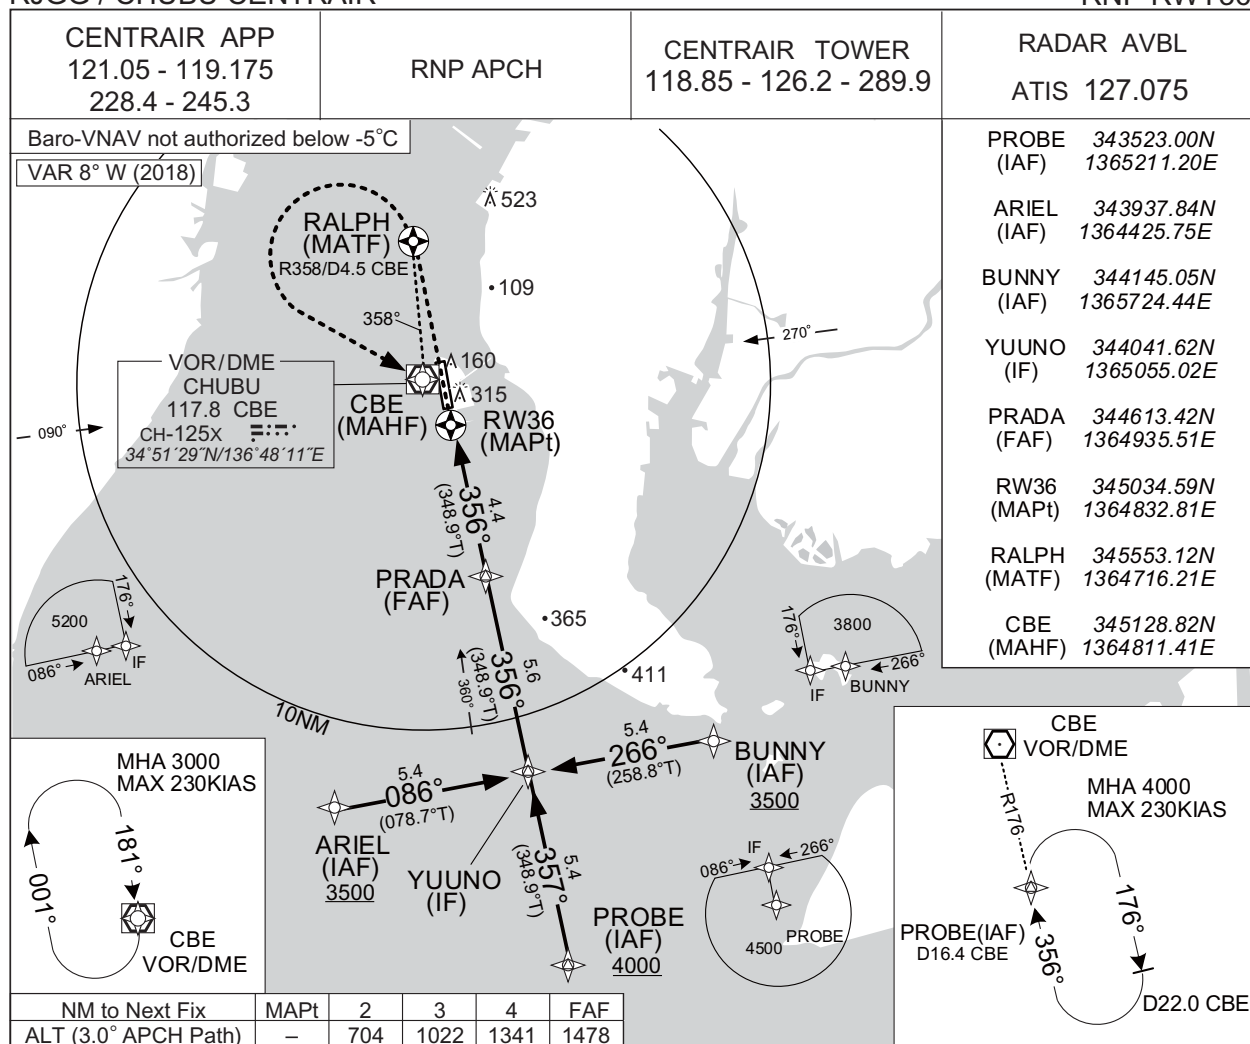 CENTRAIR APP
121.05 - 119.175
228.4 - 245.3
RNP APCH
CENTRAIR TOWER
118.85 - 126.2 - 289.9
RADAR AVBL
ATIS 127.075
Baro-VNAV not authorized below -5°C
VAR 8° W (2018)
PROBE 343523.00N
(IAF) 1365211.20E
ARIEL 343937.84N
(IAF) 1364425.75E
BUNNY 344145.05N
(IAF) 1365724.44E
YUUNO 344041.62N
(IF) 1365055.02E
PRADA 344613.42N
(FAF) 1364935.51E
RW36 345034.59N
(MAPt) 1364832.81E
RALPH 345553.12N
(MATF) 1364716.21E
CBE 345128.82N
(MAHF) 1364811.41E
523
RALPH
(MATF)
R358/D4.5 CBE
109
358°
270°
160
315
VOR/DME
CHUBU
117.8 CBE
CH-125X
34°51´29˝N/136°48´11˝E
CBE
(MAHF)
RW36
(MAPt)
090°
4.4
356°
(348.9°T)
PRADA
(FAF)
365
411
5200
176°
086°
IF
ARIEL
3800
176°
266°
IF
BUNNY
5.6
356°
(348.9°T)
360°
10NM
5.4
266°
(258.8°T)
BUNNY
(IAF)
3500
5.4
086°
(078.7°T)
ARIEL
(IAF)
3500
YUUNO
(IF)
5.4
357°
(348.9°T)
PROBE
(IAF)
4000
MHA 3000
MAX 230KIAS
181°
001°
CBE
VOR/DME
IF
086°
266°
4500
PROBE
CBE
VOR/DME
MHA 4000
MAX 230KIAS
R176
176°
356°
PROBE(IAF)
D16.4 CBE
D22.0 CBE
NM to Next Fix MAPt 2 3 4 FAF
ALT (3.0° APCH Path) – 704 1022 1341 1478